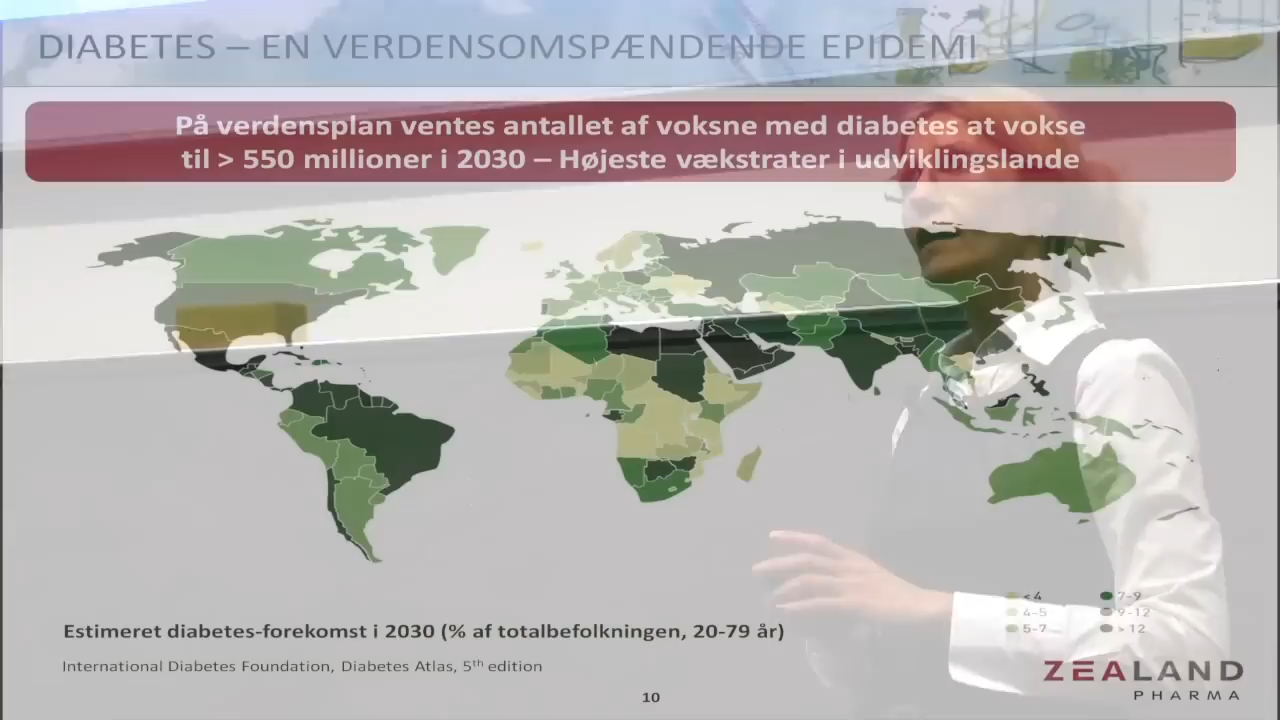 DIABETES – EN VERDENSOMSPÆNDENDE EPIDEMI
På verdensplan ventes antallet af voksne med diabetes at vokse
til > 550 millioner i 2030 – Højeste vækstrater i udviklingslande
< 4
4-5
5-7
7-9
9-12
> 12
Estimeret diabetes-forekomst i 2030 (% af totalbefolkningen, 20-79 år)
International Diabetes Foundation, Diabetes Atlas, 5th edition
ZEALAND
PHARMA
10